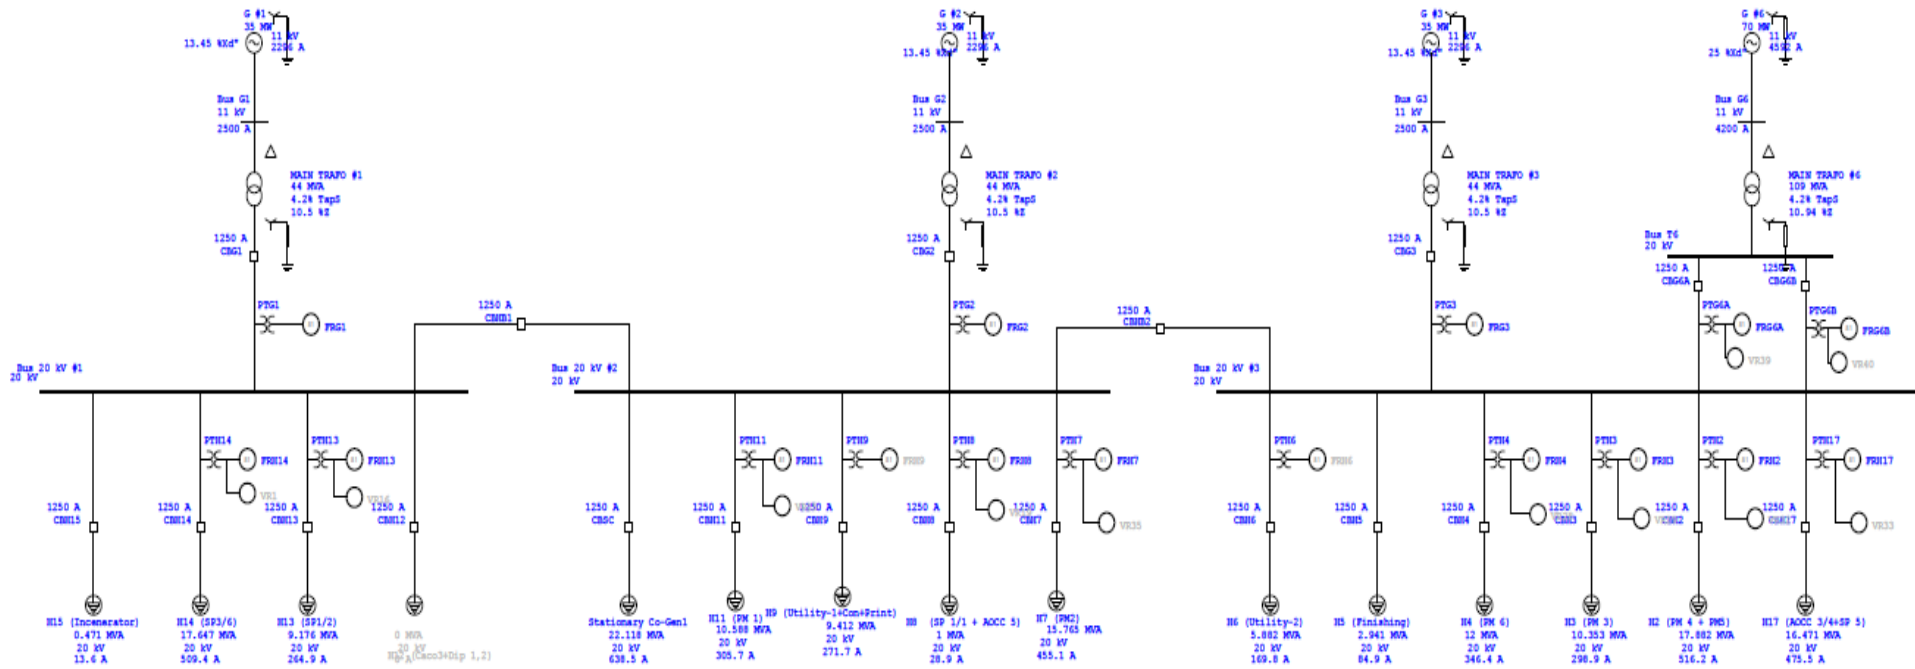 G #1
35 MW
11 kV
2296 A
13.45 %Xd"
Bus G1
11 kV
2500 A
MAIN TRAFO #1
44 MVA
4.2% TapS
10.5 %Z
1250 A
CBG1
PTG1
FRG1
1250 A
CBHB1
Bus 20 kV #1
20 kV
G #2
35 MW
11 kV
2296 A
13.45 %Xd"
Bus G2
11 kV
2500 A
MAIN TRAFO #2
44 MVA
4.2% TapS
10.5 %Z
1250 A
CBG2
PTG2
FRG2
1250 A
CBHB2
Bus 20 kV #2
20 kV
G #3
35 MW
11 kV
2296 A
13.45 %Xd"
Bus G3
11 kV
2500 A
MAIN TRAFO #3
44 MVA
4.2% TapS
10.5 %Z
1250 A
CBG3
PTG3
FRG3
Bus 20 kV #3
20 kV
G #6
70 MW
11 kV
4592 A
25 %Xd"
Bus G6
11 kV
4200 A
MAIN TRAFO #6
109 MVA
4.2% TapS
10.94 %Z
Bus T6
20 kV
1250 A
CBG6A
1250 A
CBG6B
PTG6A
FRG6A
VR39
PTG6B
FRG6B
VR40
1250 A
CBH15
H15 (Incenerator)
0.471 MVA
20 kV
13.6 A
PTH14
FRH14
VR1
1250 A
CBH14
H14 (SP3/6)
17.647 MVA
20 kV
509.4 A
PTH13
FRH13
VR16
1250 A
CBH13
H13 (SP1/2)
9.176 MVA
20 kV
264.9 A
1250 A
CBH12
0 MVA
20 kV
(Caco3+Dip 1,2)
CBSC
Stationary Co-Gen1
22.118 MVA
20 kV
638.5 A
1250 A
PTH11
FRH11
1250 A
CBH11
H11 (PM 1)
10.588 MVA
20 kV
305.7 A
PTH9
FRH9
1250 A
CBH9
H9 (Utility-1+Con+Print)
9.412 MVA
20 kV
271.7 A
PTH8
FRH8
1250 A
CBH8
H8 (SP 1/1 + AOCC 5)
1 MVA
20 kV
28.9 A
PTH7
FRH7
VR35
1250 A
CBH7
H7 (PM2)
15.765 MVA
20 kV
455.1 A
PTH6
FRH6
1250 A
CBH6
H6 (Utility-2)
5.882 MVA
20 kV
169.8 A
1250 A
CBH5
H5 (Finishing)
2.941 MVA
20 kV
84.9 A
PTH4
FRH4
1250 A
CBH4
H4 (PM 6)
12 MVA
20 kV
346.4 A
PTH3
FRH3
1250 A
CBH3
H3 (PM 3)
10.353 MVA
20 kV
298.9 A
PTH2
FRH2
1250 A
CBH2
H2 (PM 4 + PM5)
17.882 MVA
20 kV
516.2 A
PTH17
FRH17
VR33
1250 A
CBH17
H17 (AOCC 3/4+SP 5)
16.471 MVA
20 kV
475.5 A